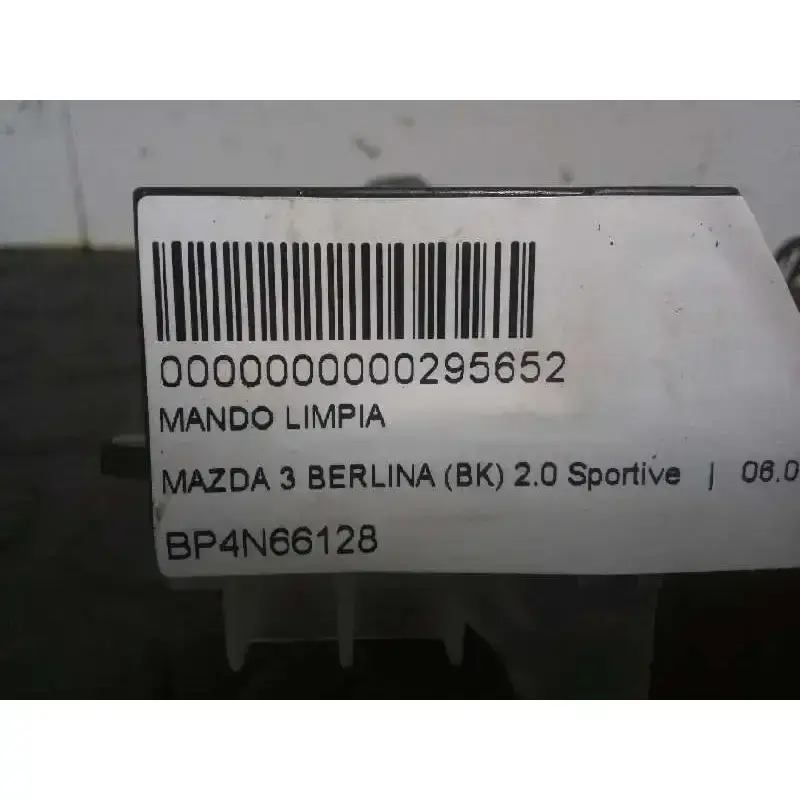 0000000000295652
MANDO LIMPIA
MAZDA 3 BERLINA (BK) 2.0 Sportive | 06.0
BP4N66128